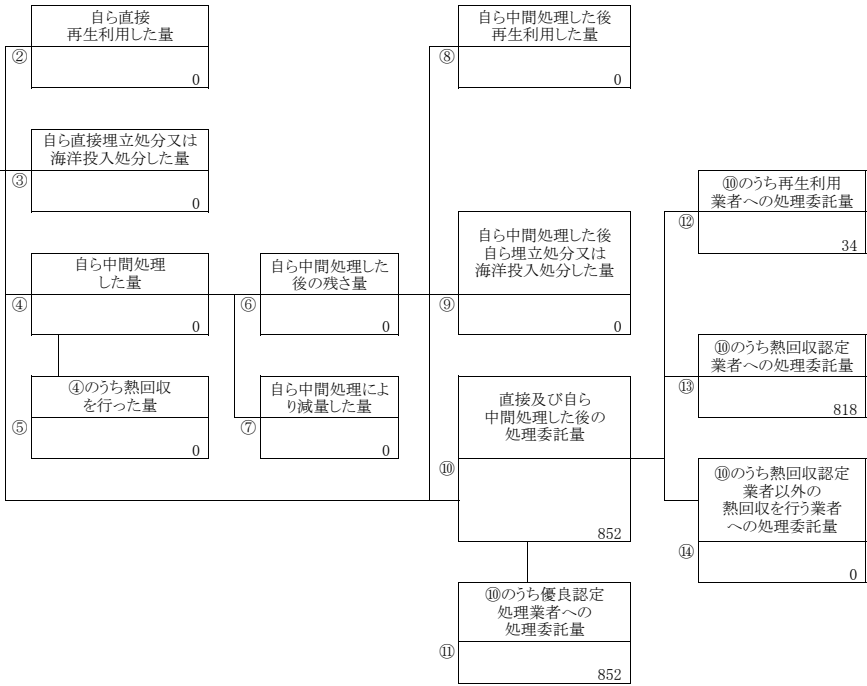 自ら直接
再生利用した量
②
0
自ら直接埋立処分又は
海洋投入処分した量
③
0
自ら中間処理
した量
④
0
④のうち熱回収
を行った量
⑤
0
自ら中間処理した
後の残さ量
⑥
0
自ら中間処理によ
り減量した量
⑦
0
自ら中間処理した後
再生利用した量
⑧
0
自ら中間処理した後
自ら埋立処分又は
海洋投入処分した量
⑨
0
直接及び自ら
中間処理した後の
処理委託量
⑩
852
⑩のうち優良認定
処理業者への
処理委託量
⑪
852
⑩のうち再生利用
業者への処理委託量
⑫
34
⑩のうち熱回収認定
業者への処理委託量
⑬
818
⑩のうち熱回収認定
業者以外の
熱回収を行う業者
への処理委託量
⑭
0